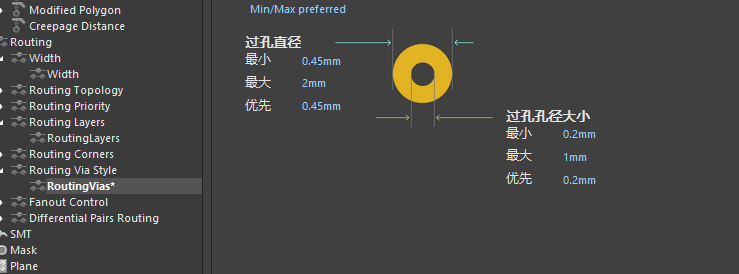 Modified Polygon
Creepage Distance
Routing
Width
Width
Routing Topology
Routing Priority
Routing Layers
RoutingLayers
Routing Corners
Routing Via Style
RoutingVias*
Fanout Control
Differential Pairs Routing
SMT
Mask
Plane
Min/Max preferred
过孔直径
最小 0.45mm
最大 2mm
优先 0.45mm
过孔孔径大小
最小 0.2mm
最大 1mm
优先 0.2mm